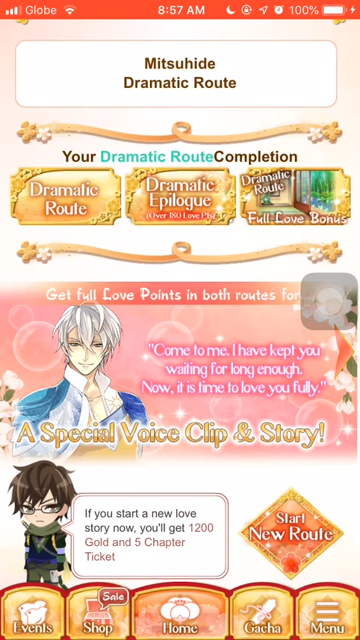 Globe 8:57 AM 100%
Mitsuhide
Dramatic Route
Your Dramatic RouteCompletion
Dramatic
Route
Dramatic
Epilogue
(Over 180 Love Pts)
Dramatic
Route
Full Love Bonus
Get full Love Points in both routes for
"Come to me. I have kept you
waiting for long enough.
Now, it is time to love you fully."
A Special Voice Clip & Story!
If you start a new love
story now, you'll get 1200
Gold and 5 Chapter
Ticket
Start
New Route
Sale
Events Shop Home Gacha Menu